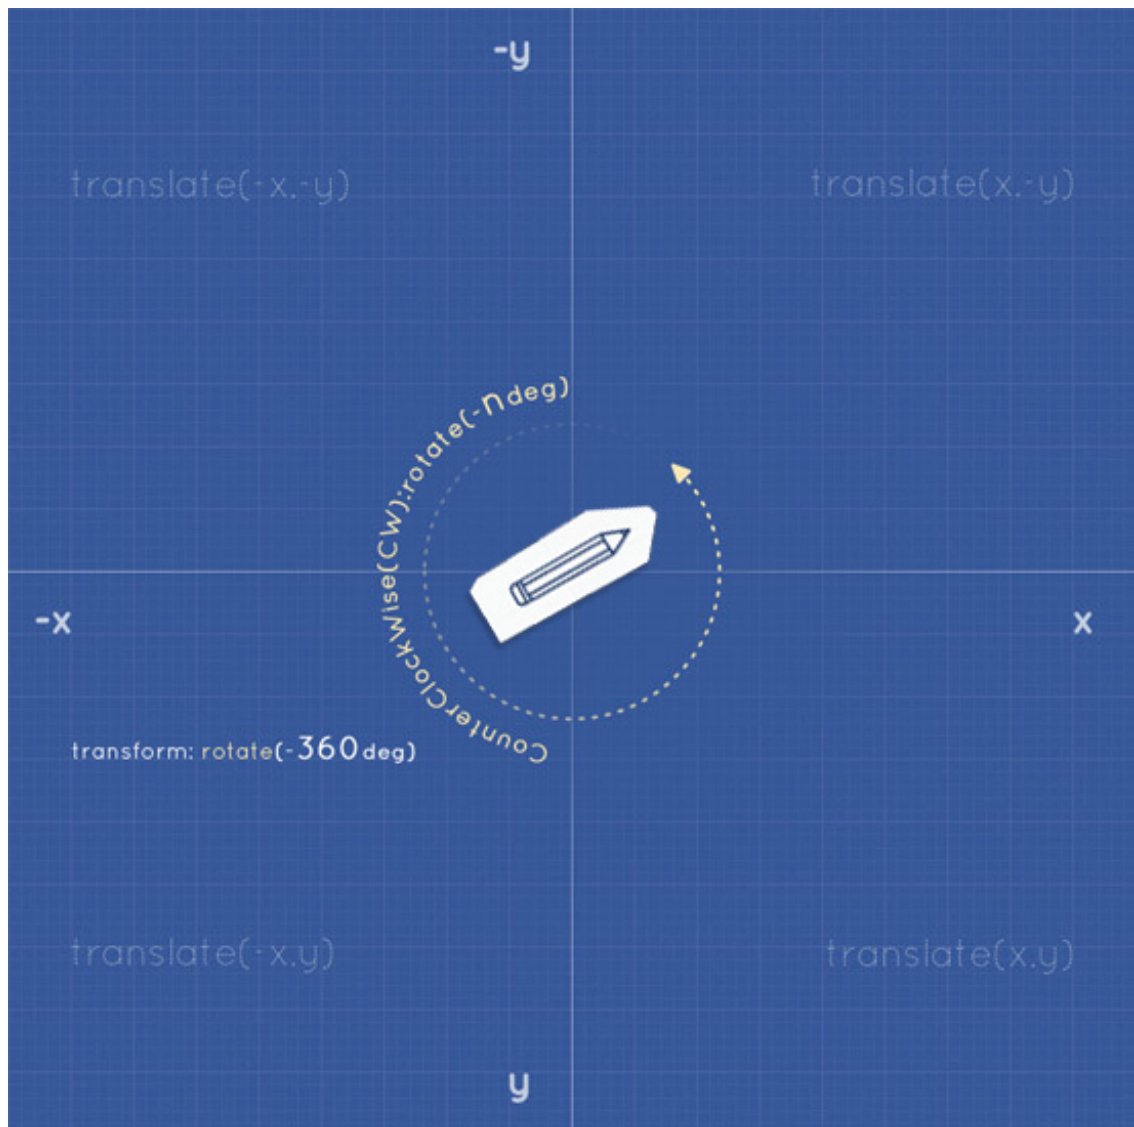 -y
translate(-x,-y)
translate(x,-y)
CounterClockWise(CW):rotate(-ndeg)
-x
x
transform: rotate(-360deg)
translate(-x,y)
translate(x,y)
y